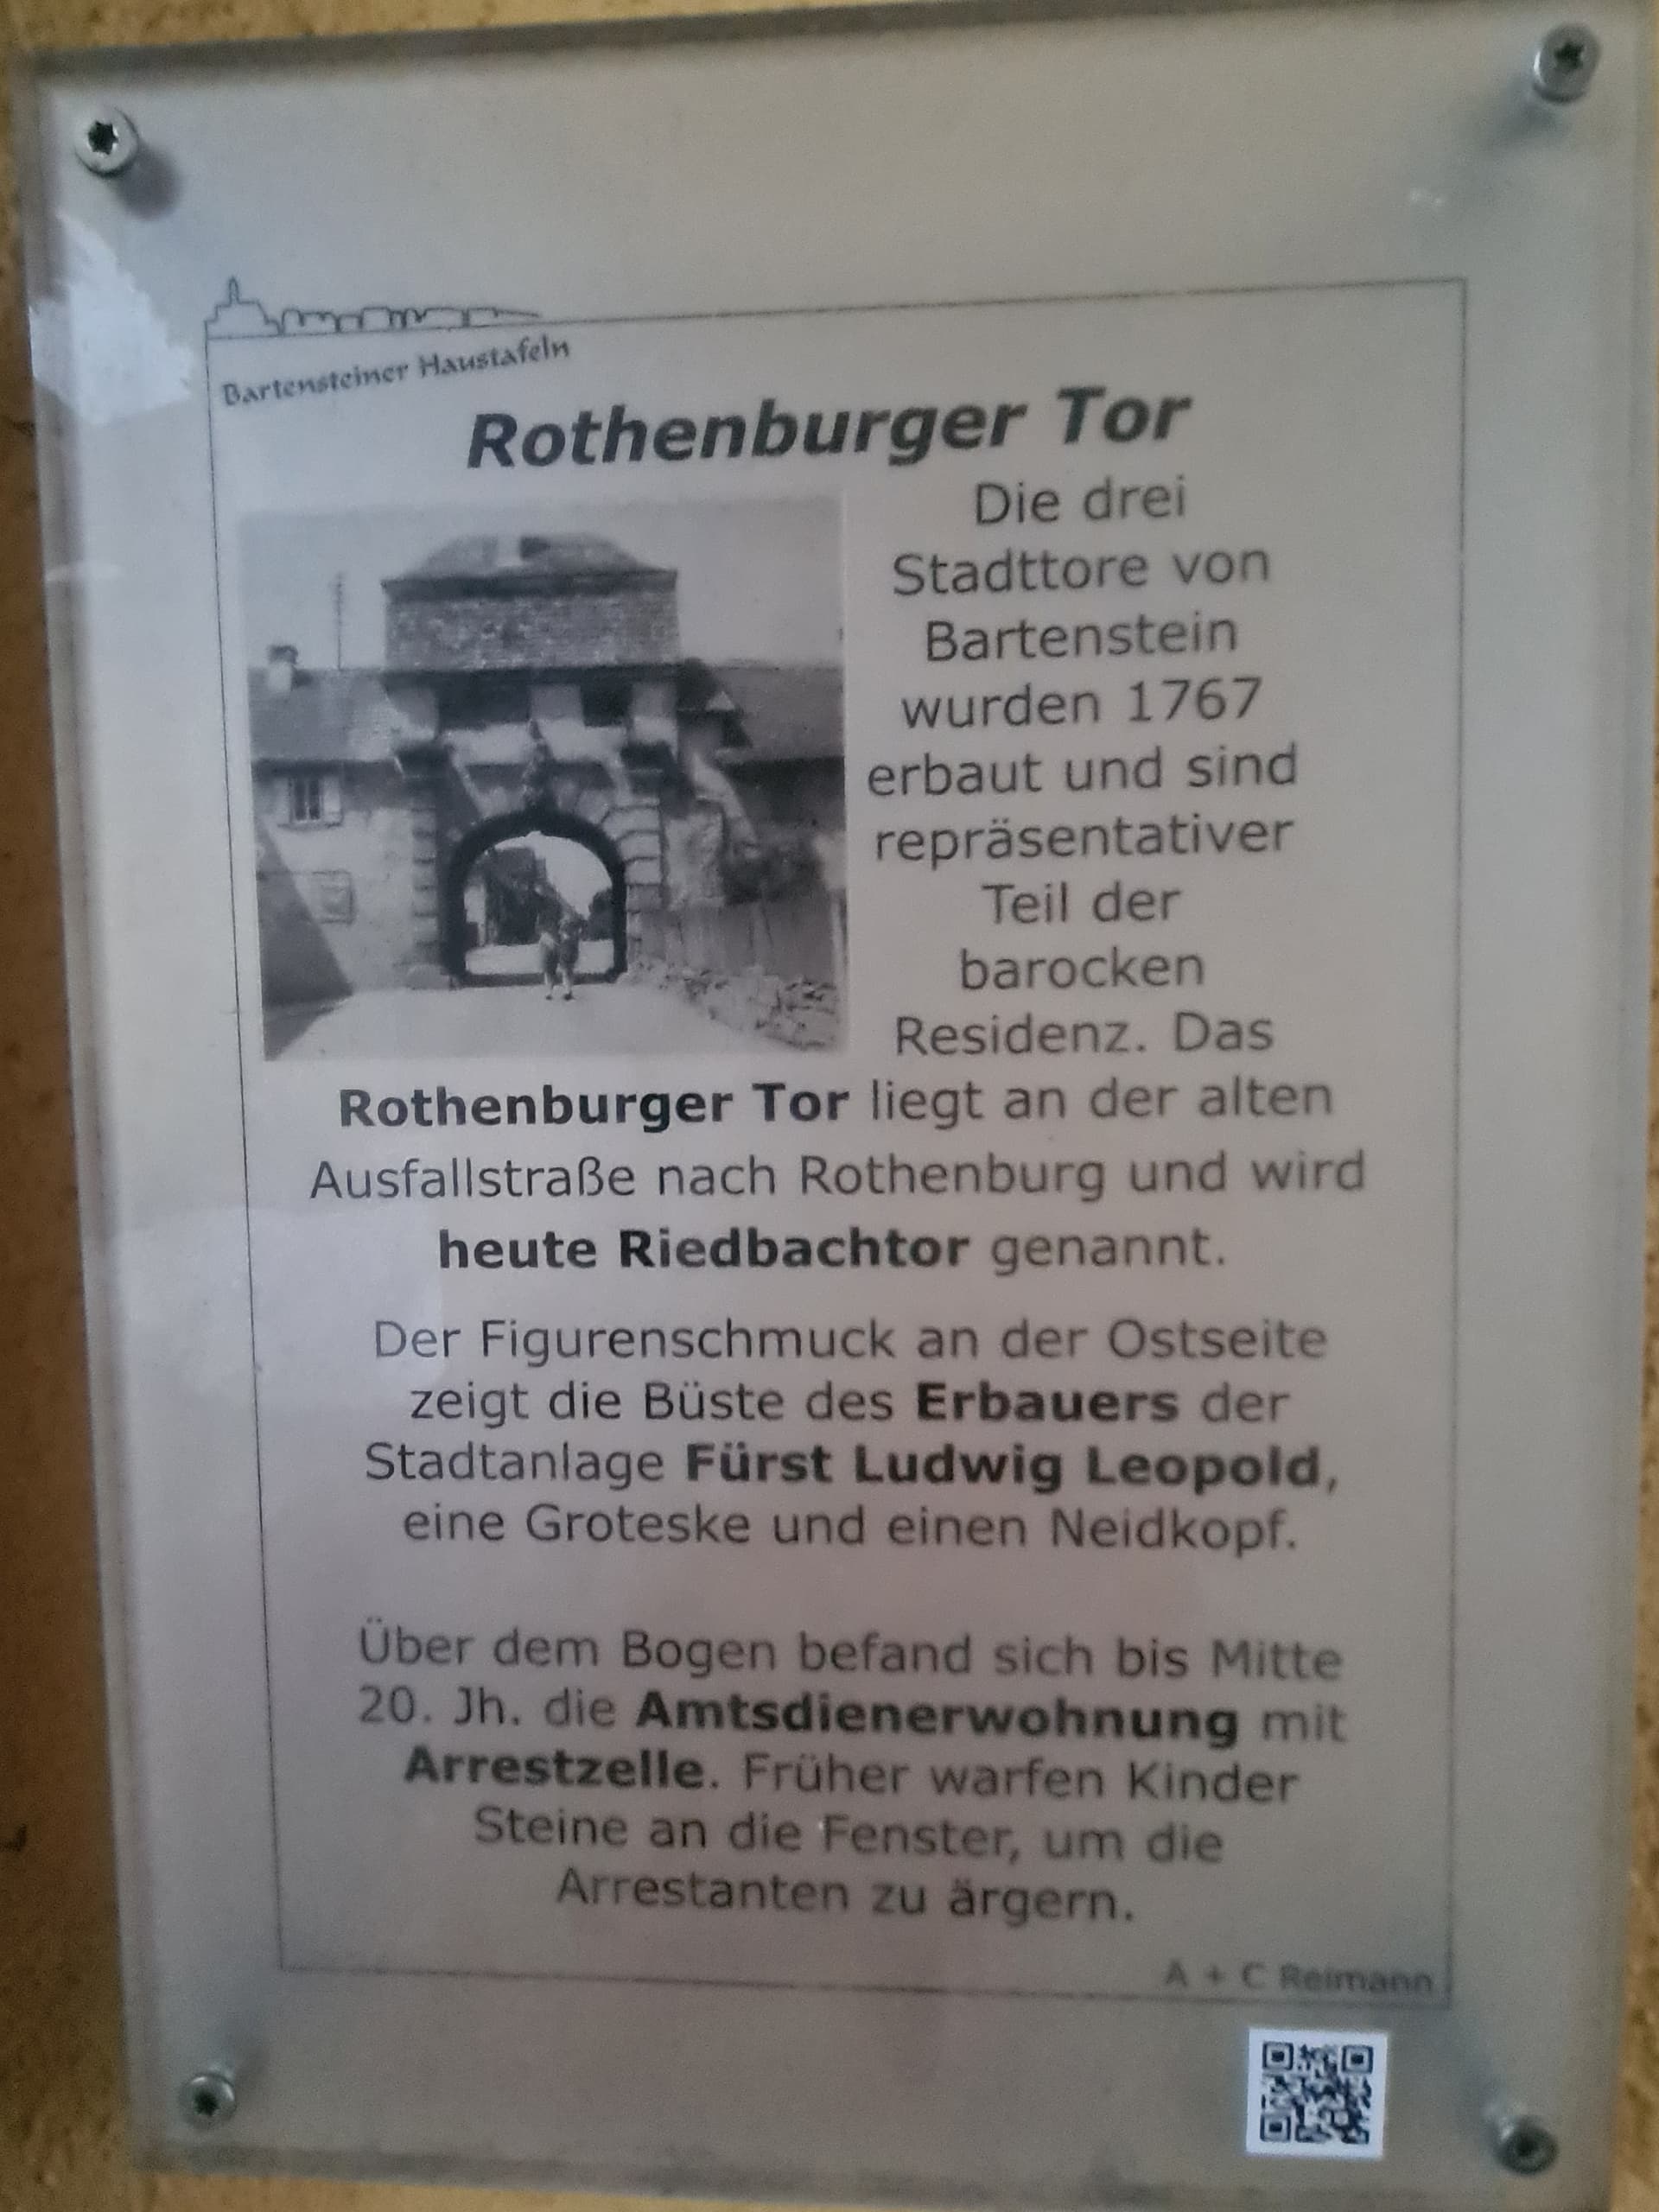 Bartensteiner Haustafeln
Rothenburger Tor
Die drei
Stadttore von
Bartenstein
wurden 1767
erbaut und sind
repräsentativer
Teil der
barocken
Residenz. Das
Rothenburger Tor liegt an der alten
Ausfallstraße nach Rothenburg und wird
heute Riedbachtor genannt.
Der Figurenschmuck an der Ostseite
zeigt die Büste des Erbauers der
Stadtanlage Fürst Ludwig Leopold,
eine Groteske und einen Neidkopf.
Über dem Bogen befand sich bis Mitte
20. Jh. die Amtsdienerwohnung mit
Arrestzelle. Früher warfen Kinder
Steine an die Fenster, um die
Arrestanten zu ärgern.
A + C Reimann